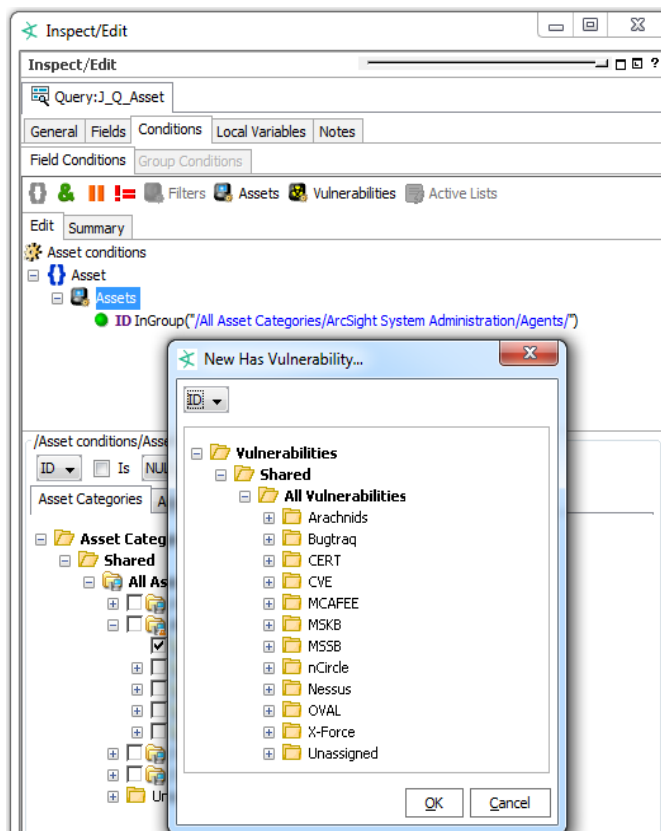 Inspect/Edit
Inspect/Edit ?
Query:J_Q_Asset
General Fields Conditions Local Variables Notes
Field Conditions Group Conditions
{} & != Filters Assets Vulnerabilities Active Lists
Edit Summary
Asset conditions
{} Asset
Assets
ID InGroup("/All Asset Categories/ArcSight System Administration/Agents/")
/Asset conditions/Asse
ID Is NUL
Asset Categories A
Asset Categ
Shared
All As
Un
New Has Vulnerability...
ID
Vulnerabilities
Shared
All Vulnerabilities
Arachnids
Bugtraq
CERT
CVE
MCAFEE
MSKB
MSSB
nCircle
Nessus
OVAL
X-Force
Unassigned
OK Cancel